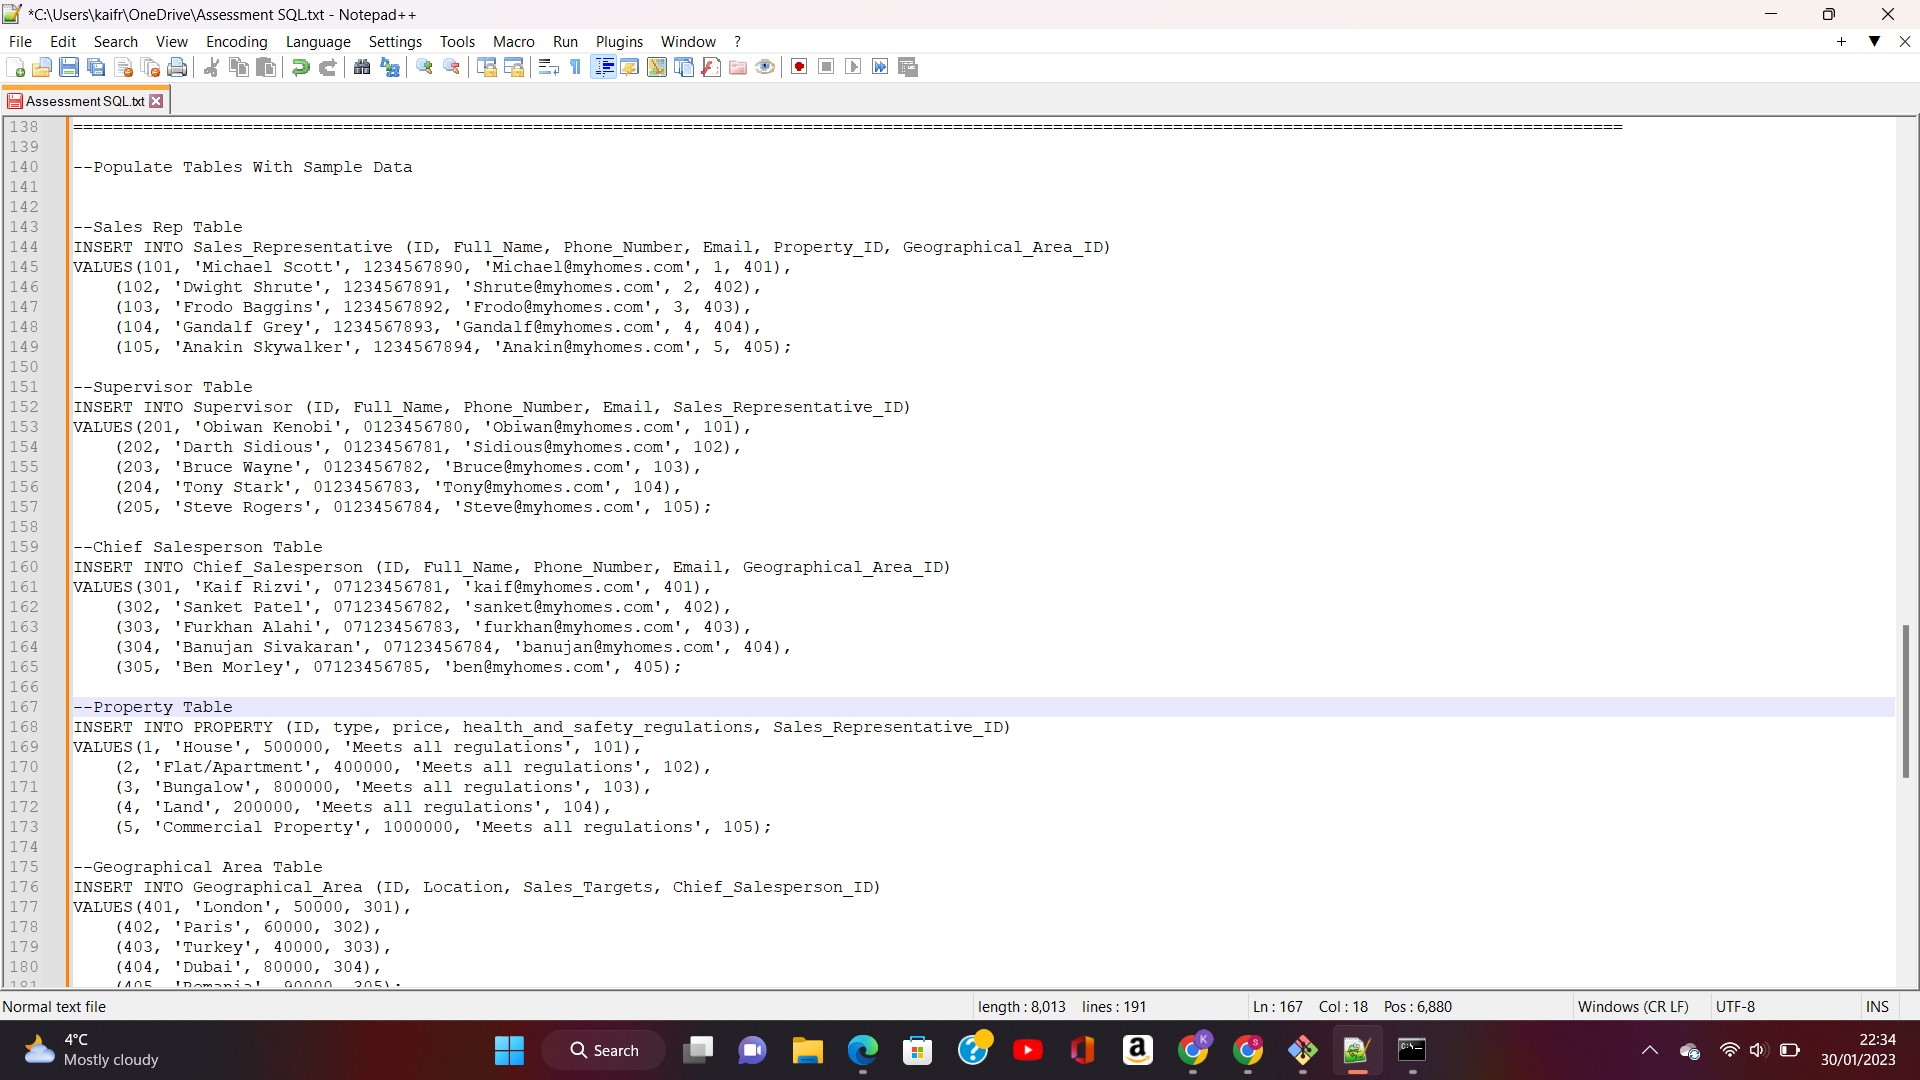 *C:\Users\kaifr\OneDrive\Assessment SQL.txt - Notepad++
File Edit Search View Encoding Language Settings Tools Macro Run Plugins Window ?
Assessment SQL.txt
138 ===========================================================================================================================================================
139
140 --Populate Tables With Sample Data
141
142
143 --Sales Rep Table
144 INSERT INTO Sales_Representative (ID, Full_Name, Phone_Number, Email, Property_ID, Geographical_Area_ID)
145 VALUES(101, 'Michael Scott', 1234567890, 'Michael@myhomes.com', 1, 401),
146 (102, 'Dwight Shrute', 1234567891, 'Shrute@myhomes.com', 2, 402),
147 (103, 'Frodo Baggins', 1234567892, 'Frodo@myhomes.com', 3, 403),
148 (104, 'Gandalf Grey', 1234567893, 'Gandalf@myhomes.com', 4, 404),
149 (105, 'Anakin Skywalker', 1234567894, 'Anakin@myhomes.com', 5, 405);
150
151 --Supervisor Table
152 INSERT INTO Supervisor (ID, Full_Name, Phone_Number, Email, Sales_Representative_ID)
153 VALUES(201, 'Obiwan Kenobi', 0123456780, 'Obiwan@myhomes.com', 101),
154 (202, 'Darth Sidious', 0123456781, 'Sidious@myhomes.com', 102),
155 (203, 'Bruce Wayne', 0123456782, 'Bruce@myhomes.com', 103),
156 (204, 'Tony Stark', 0123456783, 'Tony@myhomes.com', 104),
157 (205, 'Steve Rogers', 0123456784, 'Steve@myhomes.com', 105);
158
159 --Chief Salesperson Table
160 INSERT INTO Chief_Salesperson (ID, Full_Name, Phone_Number, Email, Geographical_Area_ID)
161 VALUES(301, 'Kaif Rizvi', 07123456781, 'kaif@myhomes.com', 401),
162 (302, 'Sanket Patel', 07123456782, 'sanket@myhomes.com', 402),
163 (303, 'Furkhan Alahi', 07123456783, 'furkhan@myhomes.com', 403),
164 (304, 'Banujan Sivakaran', 07123456784, 'banujan@myhomes.com', 404),
165 (305, 'Ben Morley', 07123456785, 'ben@myhomes.com', 405);
166
167 --Property Table
168 INSERT INTO PROPERTY (ID, type, price, health_and_safety_regulations, Sales_Representative_ID)
169 VALUES(1, 'House', 500000, 'Meets all regulations', 101),
170 (2, 'Flat/Apartment', 400000, 'Meets all regulations', 102),
171 (3, 'Bungalow', 800000, 'Meets all regulations', 103),
172 (4, 'Land', 200000, 'Meets all regulations', 104),
173 (5, 'Commercial Property', 1000000, 'Meets all regulations', 105);
174
175 --Geographical Area Table
176 INSERT INTO Geographical_Area (ID, Location, Sales_Targets, Chief_Salesperson_ID)
177 VALUES(401, 'London', 50000, 301),
178 (402, 'Paris', 60000, 302),
179 (403, 'Turkey', 40000, 303),
180 (404, 'Dubai', 80000, 304),
181 (405, 'Romania', 90000, 305);
Normal text file length : 8,013 lines : 191 Ln : 167 Col : 18 Pos : 6,880 Windows (CR LF) UTF-8 INS
4°C
Mostly cloudy
Search
22:34
30/01/2023